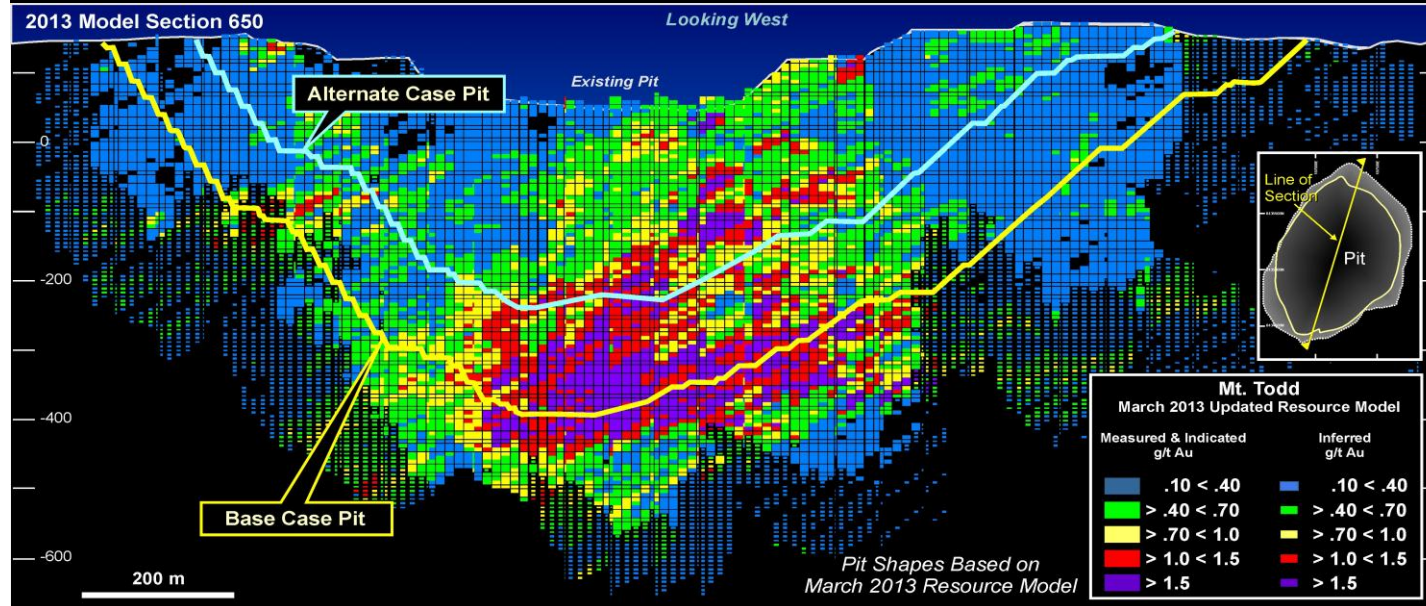 2013 Model Section 650
Looking West
Alternate Case Pit
Existing Pit
0
-200
-400
-600
Base Case Pit
200 m
Pit Shapes Based on
March 2013 Resource Model
Line of
Section
Pit
Mt. Todd
March 2013 Updated Resource Model
Measured & Indicated
g/t Au
Inferred
g/t Au
.10 < .40
.10 < .40
> .40 < .70
> .40 < .70
> .70 < 1.0
> .70 < 1.0
> 1.0 < 1.5
> 1.0 < 1.5
> 1.5
> 1.5